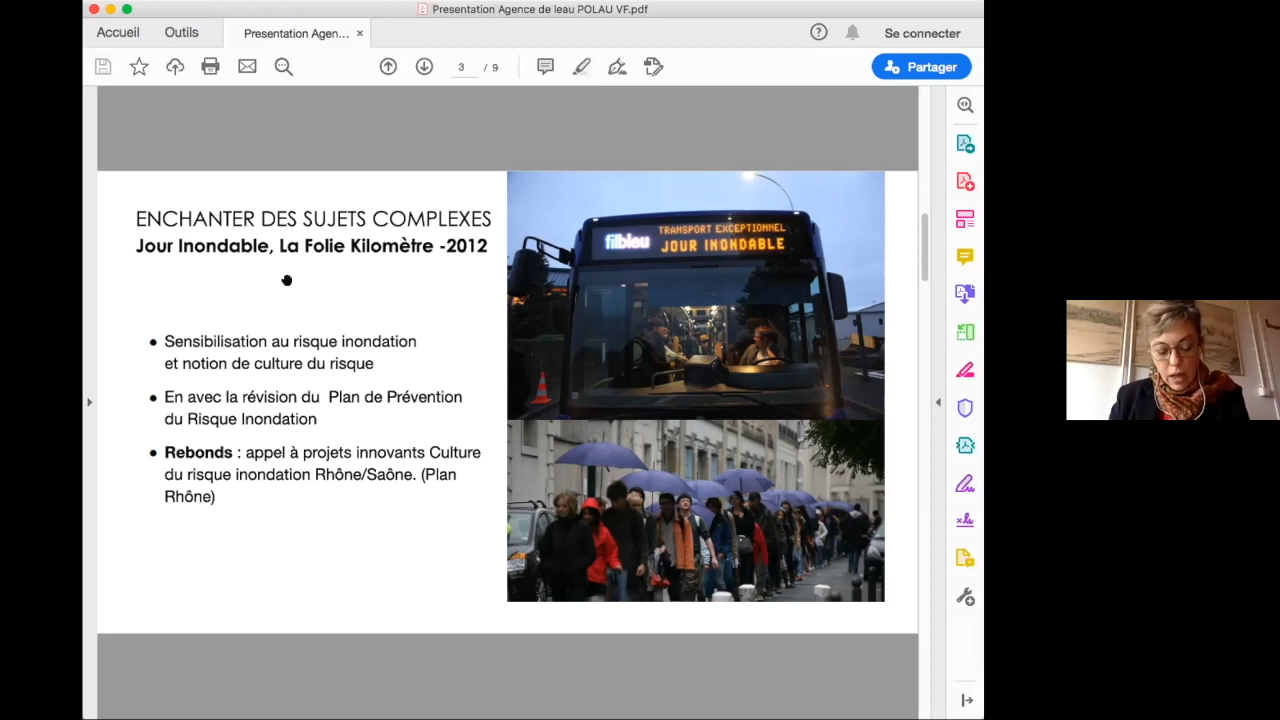 Presentation Agence de leau POLAU VF.pdf
Accueil
Outils
Presentation Agen...
Se connecter
3 / 9
Partager
ENCHANTER DES SUJETS COMPLEXES
Jour Inondable, La Folie Kilomètre -2012
• Sensibilisation au risque inondation
et notion de culture du risque
• En avec la révision du Plan de Prévention
du Risque Inondation
• Rebonds : appel à projets innovants Culture
du risque inondation Rhône/Saône. (Plan
Rhône)
filbleu
TRANSPORT EXCEPTIONNEL
JOUR INONDABLE